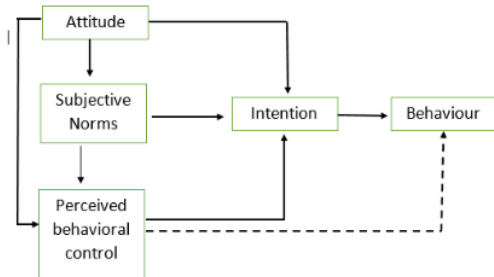 Attitude
Subjective
Norms
Intention
Behaviour
Perceived
behavioral
control